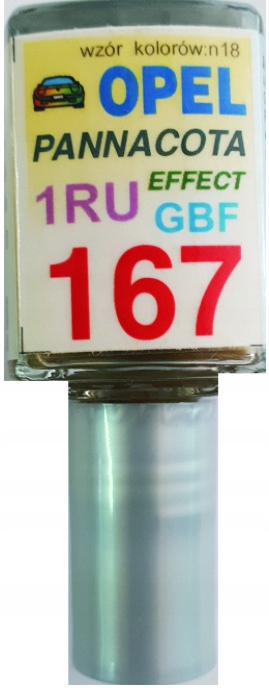 wzór kolorów:n18
OPEL
PANNACOTA
EFFECT
1RU GBF
167